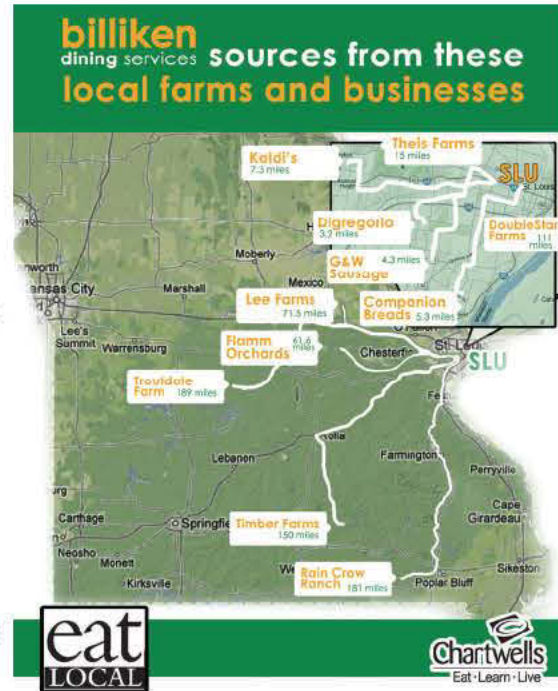 billiken
dining services sources from these
local farms and businesses
Kaldi's
7.3 miles
Theis Farms
15 miles
SLU
St. Louis
Digregorio
3.2 miles
DoubleStar
Farms 111
miles
G&W 4.3 miles
Sausage
Moberly
Mexico
Kansas City
Marshall
Lee Farms
71.5 miles
Companion
Breads 5.3 miles
Lee's
Summit
Warrensburg
Flamm 61.6
Orchards miles
Chesterfi
SLU
Troutdale
Farm 189 miles
Rolla
Lebanon
Farmington
Perryville
Cape
Girardeau
Carthage
Springfie
Timber Farms
150 miles
Neosho
Monett
Sikeston
Rain Crow
Ranch 181 miles
Poplar Bluff
Kirksville
eat
LOCAL
Chartwells
Eat · Learn · Live